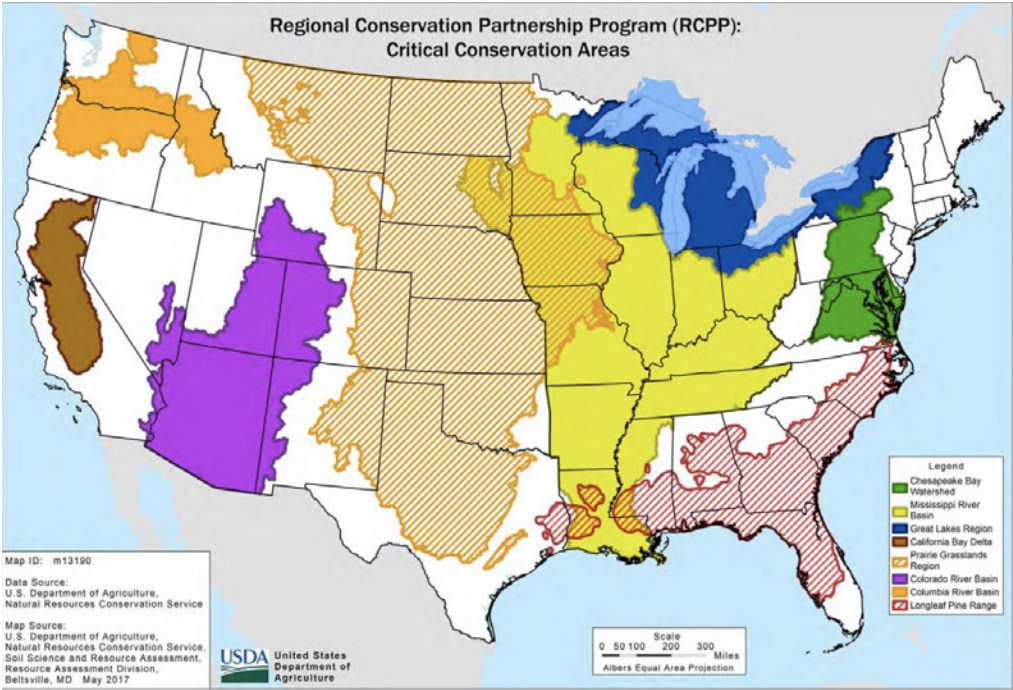 Regional Conservation Partnership Program (RCPP):
Critical Conservation Areas
Legend
Chesapeake Bay
Watershed
Mississippi River
Basin
Great Lakes Region
California Bay Delta
Prairie Grasslands
Region
Colorado River Basin
Columbia River Basin
Longleaf Pine Range
Map ID: m13190
Data Source:
U.S. Department of Agriculture,
Natural Resources Conservation Service
Map Source:
U.S. Department of Agriculture,
Natural Resources Conservation Service,
Soil Science and Resource Assessment,
Resource Assessment Division,
Beltsville, MD May 2017
USDA
United States
Department of
Agriculture
Scale
0 50 100 200 300
Miles
Albers Equal Area Projection